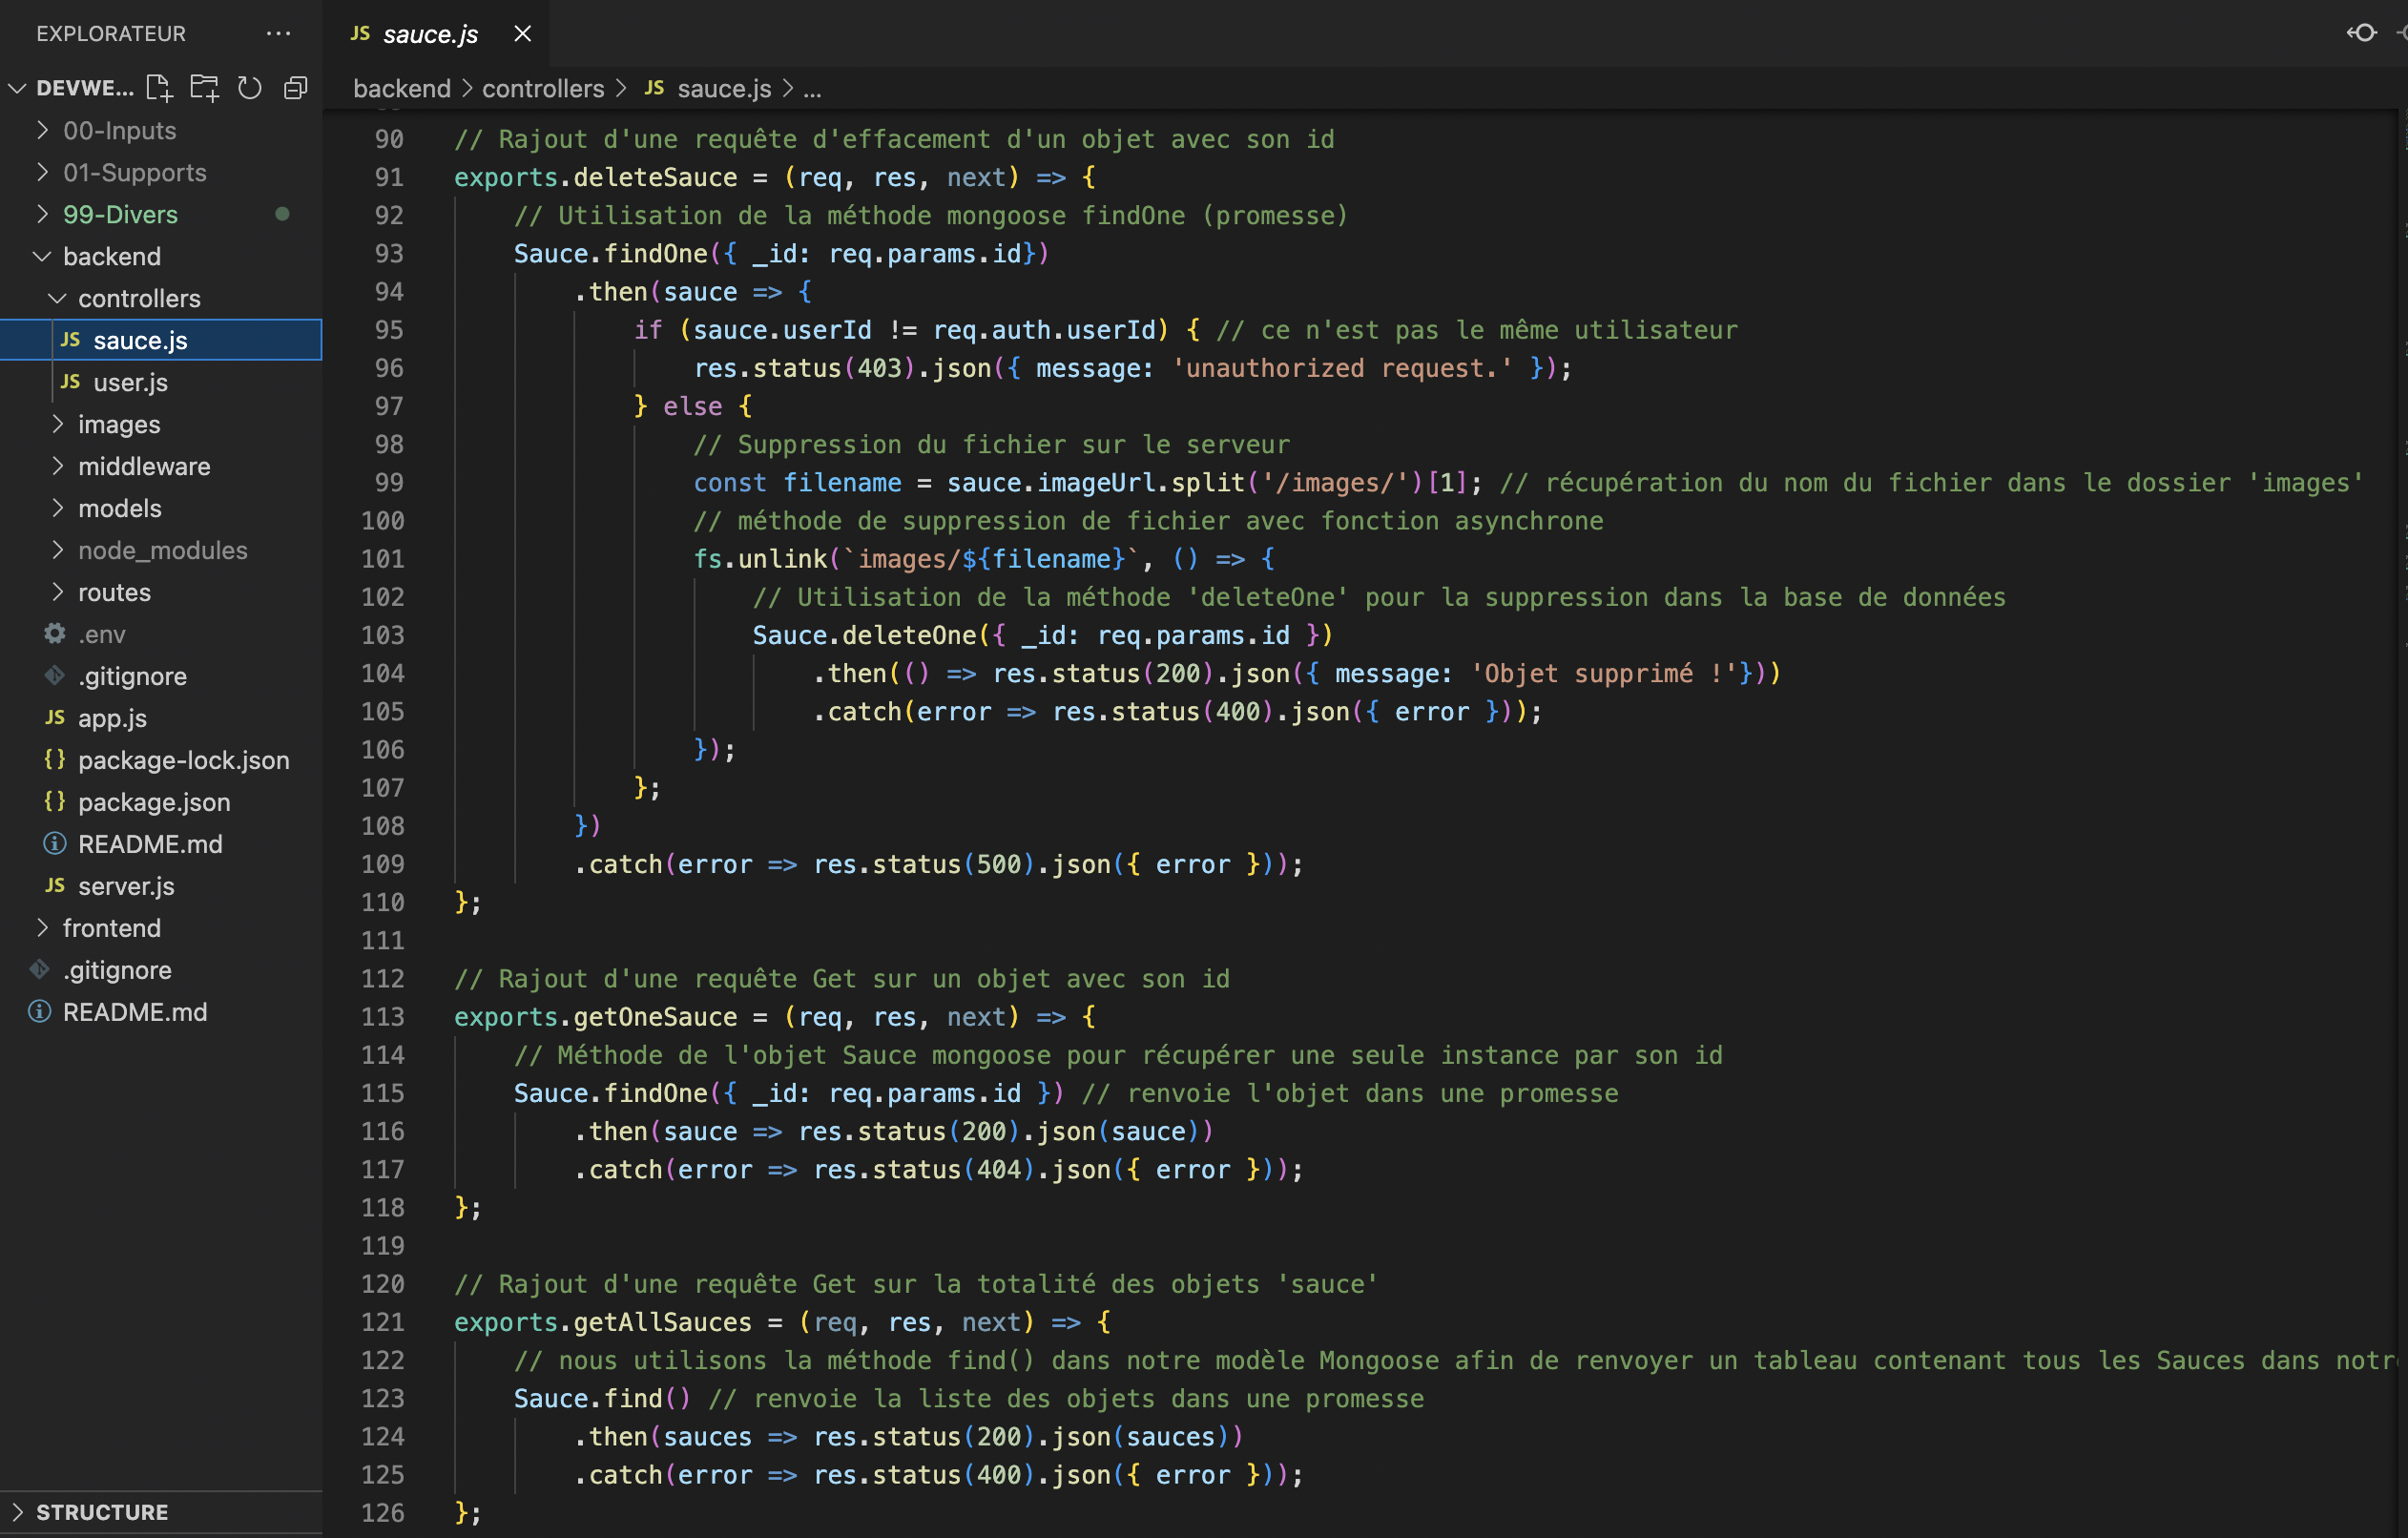 EXPLORATEUR
DEVWE...
00-Inputs
01-Supports
99-Divers
backend
controllers
JS sauce.js
JS user.js
images
middleware
models
node_modules
routes
.env
.gitignore
JS app.js
{} package-lock.json
{} package.json
README.md
JS server.js
frontend
.gitignore
README.md
STRUCTURE
JS sauce.js
backend > controllers > JS sauce.js > ...
90 // Rajout d'une requête d'effacement d'un objet avec son id
91 exports.deleteSauce = (req, res, next) => {
92 // Utilisation de la méthode mongoose findOne (promesse)
93 Sauce.findOne({ _id: req.params.id})
94 .then(sauce => {
95 if (sauce.userId != req.auth.userId) { // ce n'est pas le même utilisateur
96 res.status(403).json({ message: 'unauthorized request.' });
97 } else {
98 // Suppression du fichier sur le serveur
99 const filename = sauce.imageUrl.split('/images/')[1]; // récupération du nom du fichier dans le dossier 'images'
100 // méthode de suppression de fichier avec fonction asynchrone
101 fs.unlink(`images/${filename}`, () => {
102 // Utilisation de la méthode 'deleteOne' pour la suppression dans la base de données
103 Sauce.deleteOne({ _id: req.params.id })
104 .then(() => res.status(200).json({ message: 'Objet supprimé !'}))
105 .catch(error => res.status(400).json({ error }));
106 });
107 };
108 })
109 .catch(error => res.status(500).json({ error }));
110 };
111
112 // Rajout d'une requête Get sur un objet avec son id
113 exports.getOneSauce = (req, res, next) => {
114 // Méthode de l'objet Sauce mongoose pour récupérer une seule instance par son id
115 Sauce.findOne({ _id: req.params.id }) // renvoie l'objet dans une promesse
116 .then(sauce => res.status(200).json(sauce))
117 .catch(error => res.status(404).json({ error }));
118 };
119
120 // Rajout d'une requête Get sur la totalité des objets 'sauce'
121 exports.getAllSauces = (req, res, next) => {
122 // nous utilisons la méthode find() dans notre modèle Mongoose afin de renvoyer un tableau contenant tous les Sauces dans notr
123 Sauce.find() // renvoie la liste des objets dans une promesse
124 .then(sauces => res.status(200).json(sauces))
125 .catch(error => res.status(400).json({ error }));
126 };